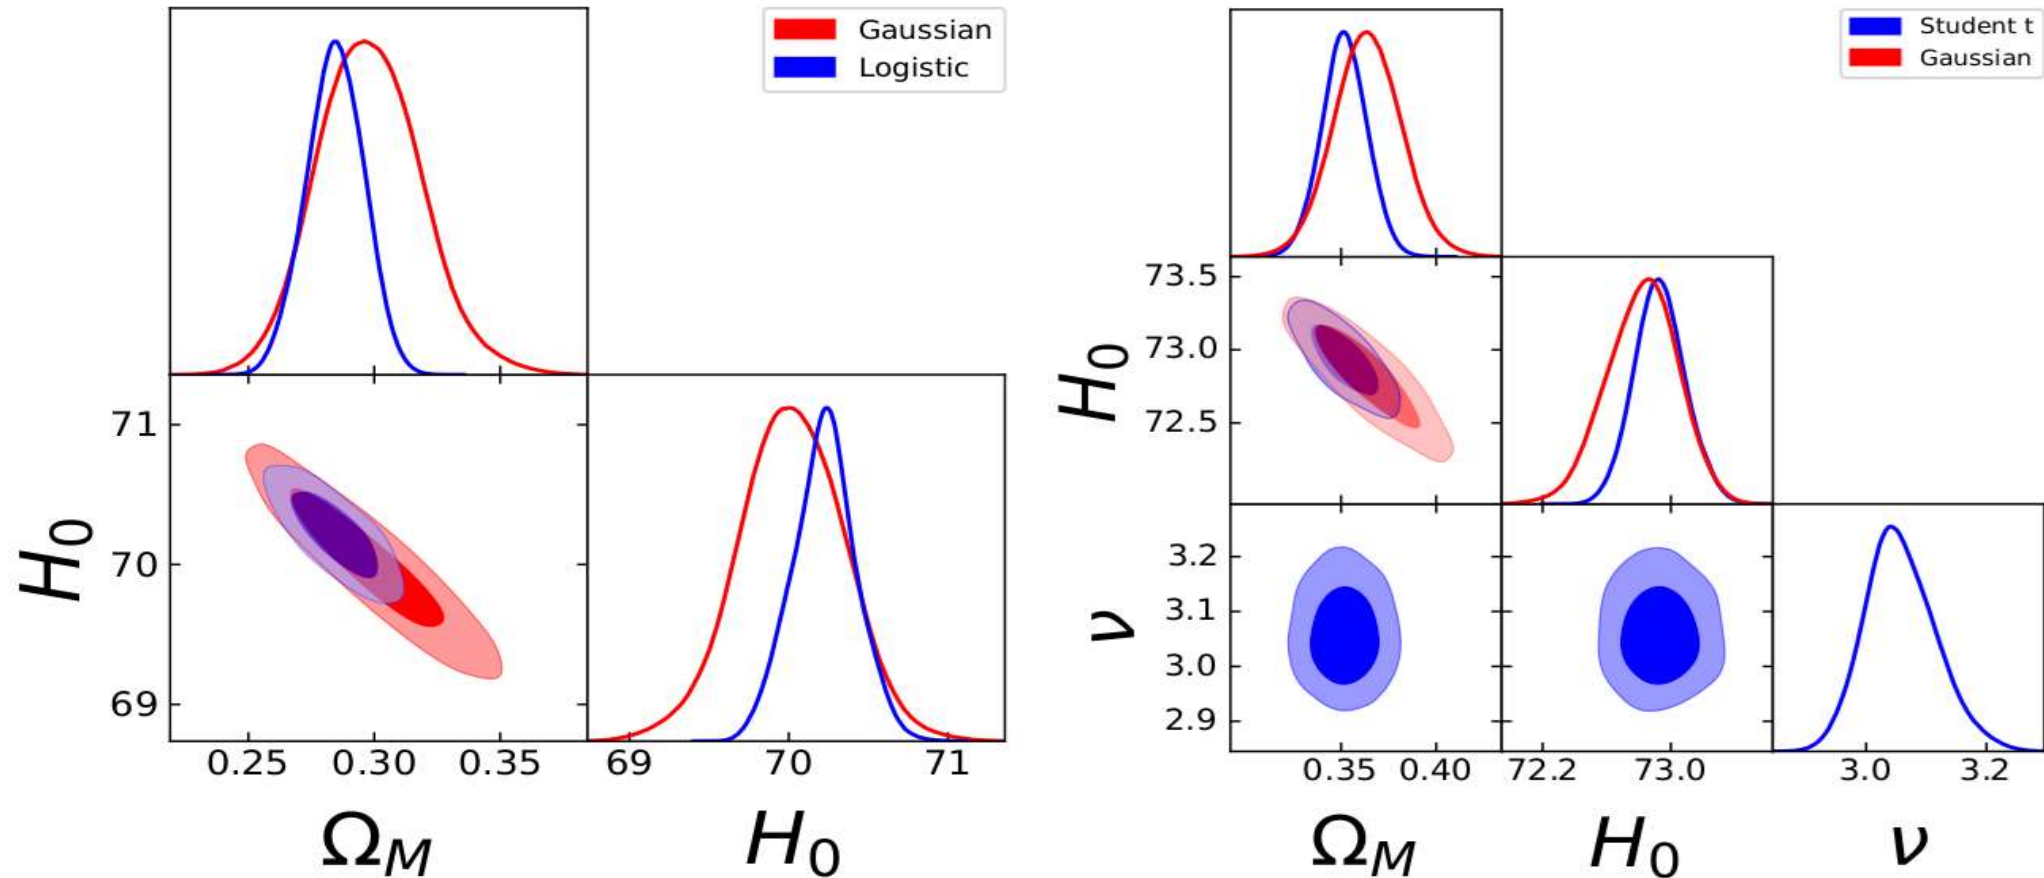 Gaussian
Logistic
71
70
69
H₀
0.25 0.30 0.35
69 70 71
Ω_M
H₀
Student t
Gaussian
73.5
73.0
72.5
H₀
3.2
3.1
3.0
2.9
ν
0.35 0.40
72.2 73.0
3.0 3.2
Ω_M
H₀
ν